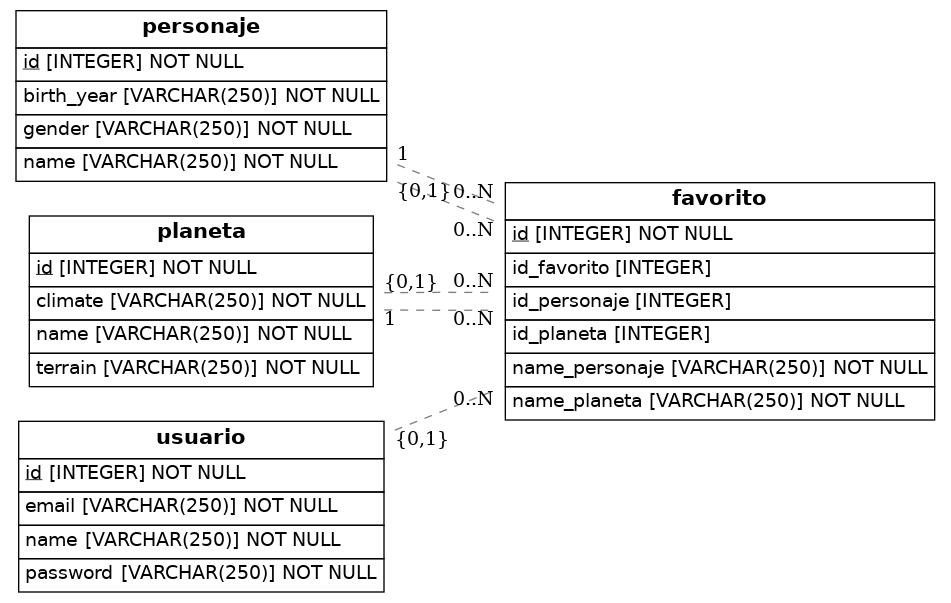 personaje
id [INTEGER] NOT NULL
birth_year [VARCHAR(250)] NOT NULL
gender [VARCHAR(250)] NOT NULL
name [VARCHAR(250)] NOT NULL
1
0..N
{0,1}
0..N
planeta
id [INTEGER] NOT NULL
climate [VARCHAR(250)] NOT NULL
name [VARCHAR(250)] NOT NULL
terrain [VARCHAR(250)] NOT NULL
{0,1}
0..N
1
0..N
favorito
id [INTEGER] NOT NULL
id_favorito [INTEGER]
id_personaje [INTEGER]
id_planeta [INTEGER]
name_personaje [VARCHAR(250)] NOT NULL
name_planeta [VARCHAR(250)] NOT NULL
0..N
{0,1}
usuario
id [INTEGER] NOT NULL
email [VARCHAR(250)] NOT NULL
name [VARCHAR(250)] NOT NULL
password [VARCHAR(250)] NOT NULL